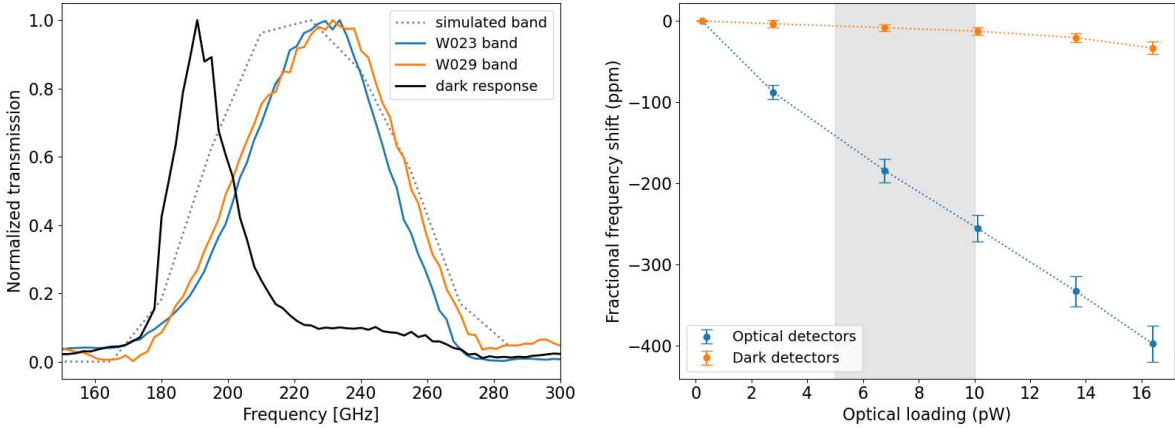 simulated band
W023 band
W029 band
dark response
Normalized transmission
1.0
0.8
0.6
0.4
0.2
0.0
160
180
200
220
240
260
280
300
Frequency [GHz]
Fractional frequency shift (ppm)
0
−100
−200
−300
−400
Optical detectors
Dark detectors
0
2
4
6
8
10
12
14
16
Optical loading (pW)